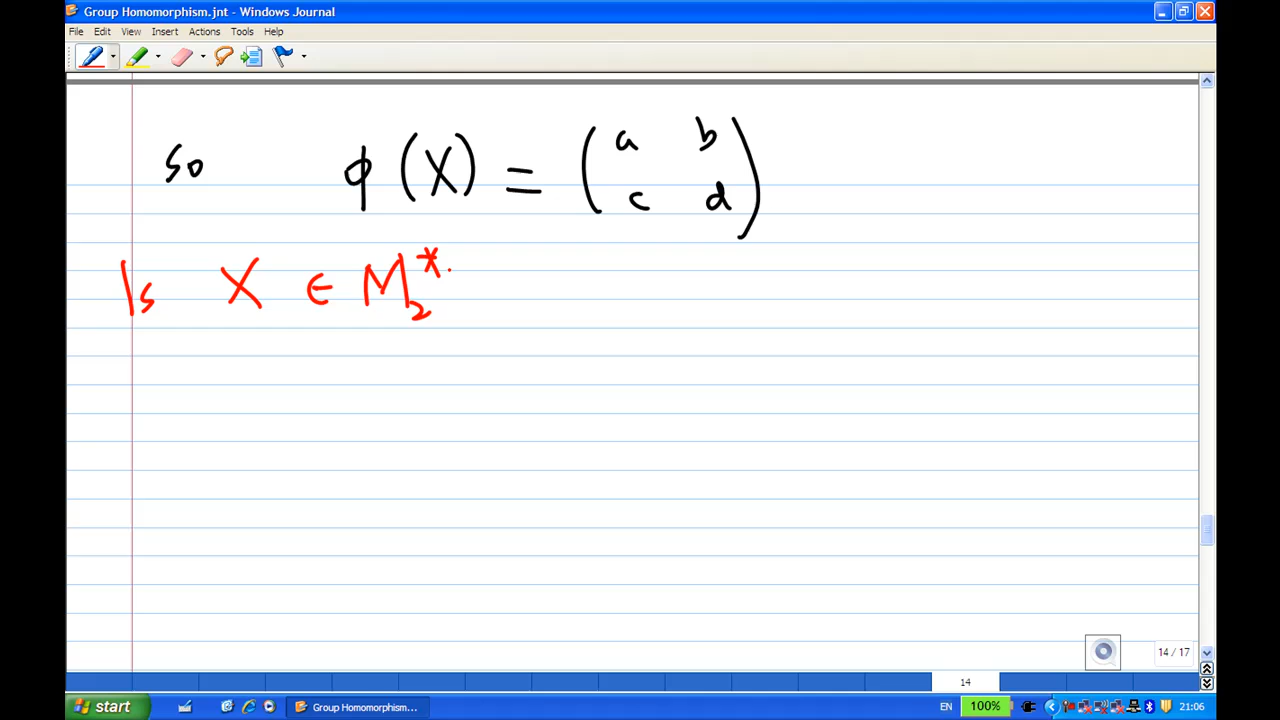 Group Homomorphism.jnt - Windows Journal
File Edit View Insert Actions Tools Help
So ϕ(X) = (a b
c d)
Is X ∈ M₂*
14 / 17
14
start
Group Homomorphism...
EN 100% 21:06